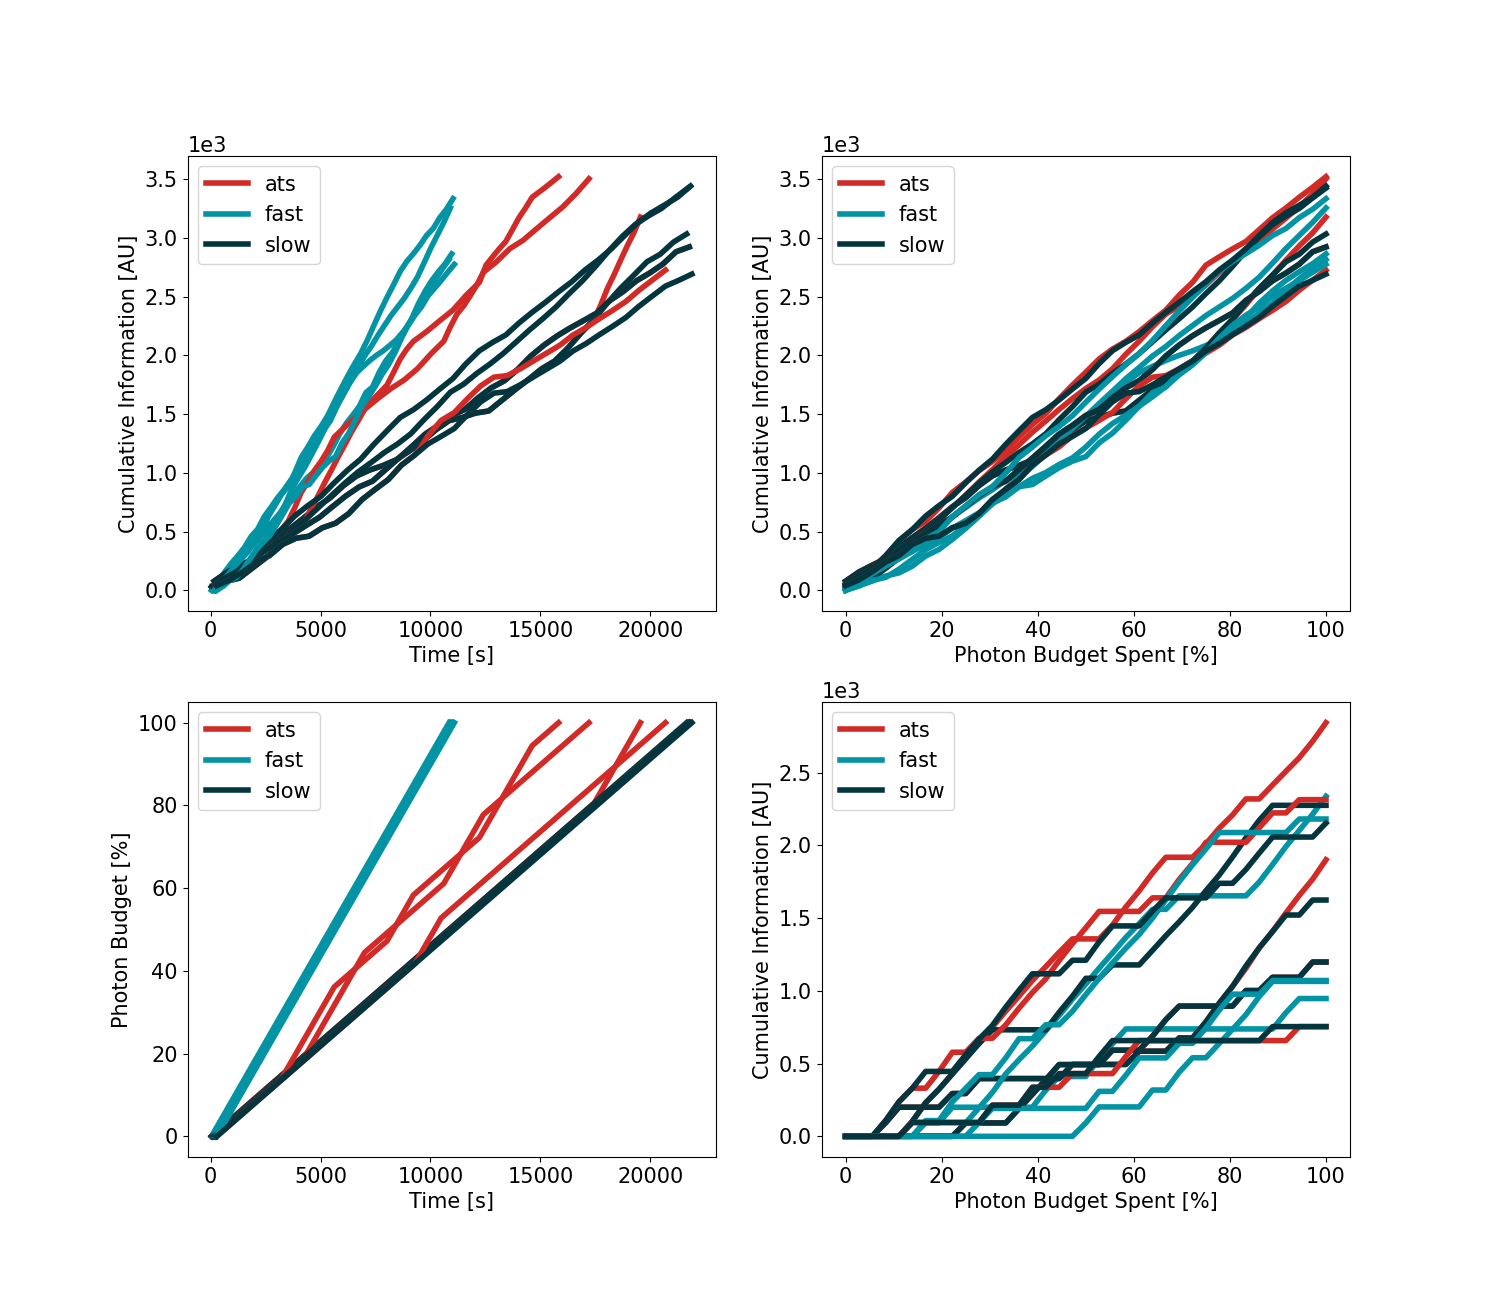 1e3
3.5
3.0
2.5
2.0
1.5
1.0
0.5
0.0
Cumulative Information [AU]
ats
fast
slow
0 5000 10000 15000 20000
Time [s]
1e3
3.5
3.0
2.5
2.0
1.5
1.0
0.5
0.0
Cumulative Information [AU]
ats
fast
slow
0 20 40 60 80 100
Photon Budget Spent [%]
100
80
60
40
20
0
Photon Budget [%]
ats
fast
slow
0 5000 10000 15000 20000
Time [s]
1e3
2.5
2.0
1.5
1.0
0.5
0.0
Cumulative Information [AU]
ats
fast
slow
0 20 40 60 80 100
Photon Budget Spent [%]